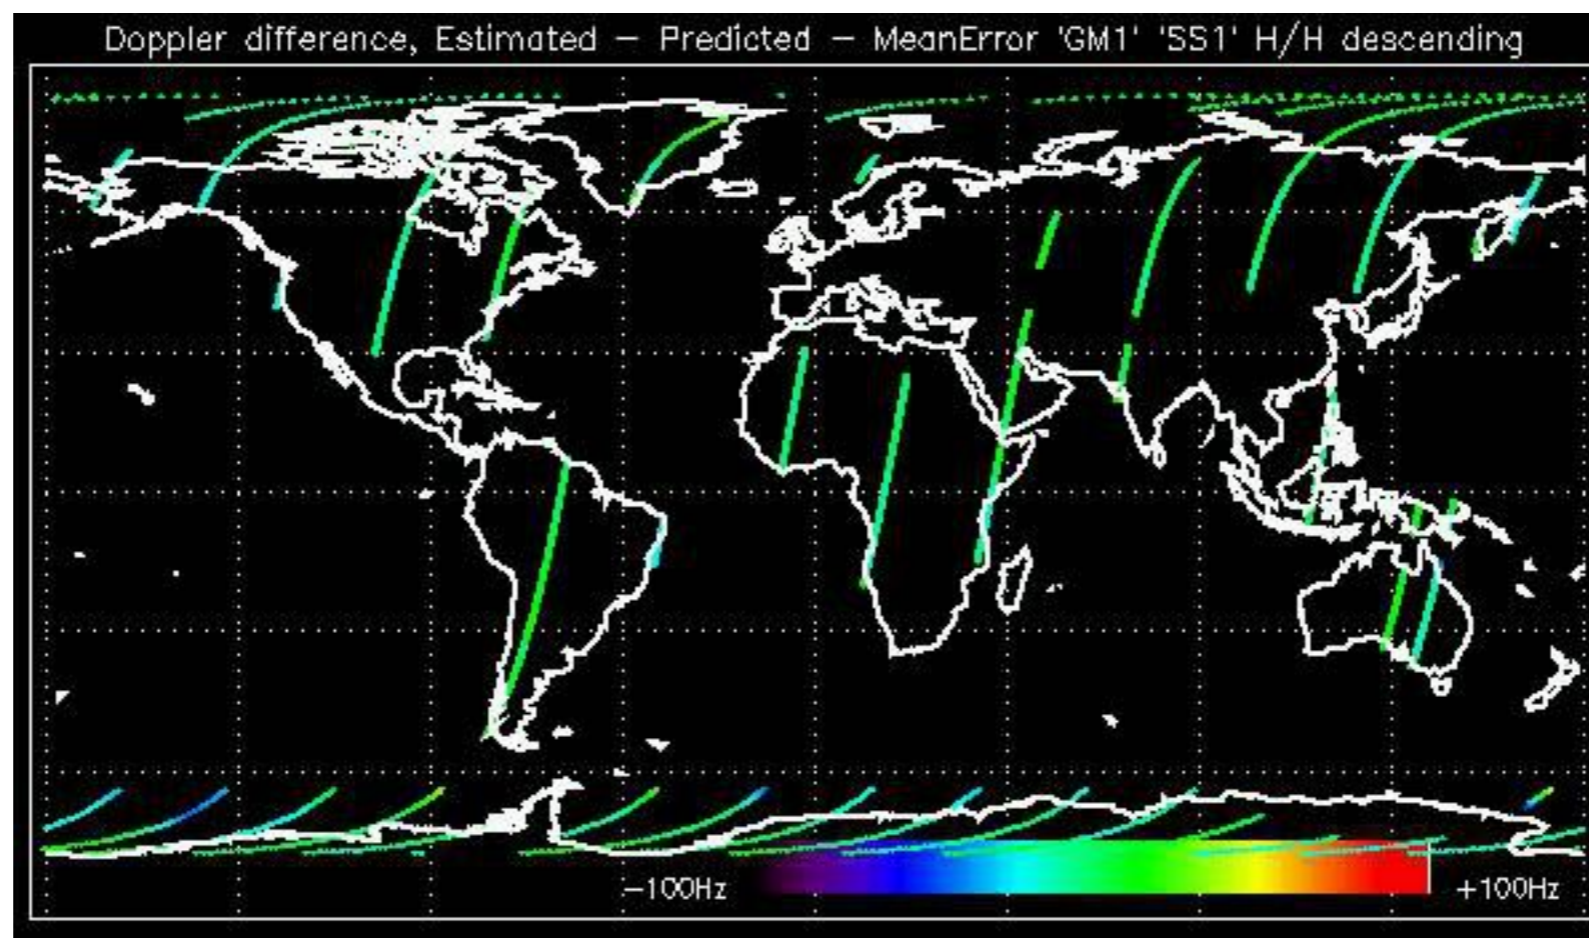 Doppler difference, Estimated – Predicted – MeanError 'GM1' 'SS1' H/H descending
–100Hz
+100Hz